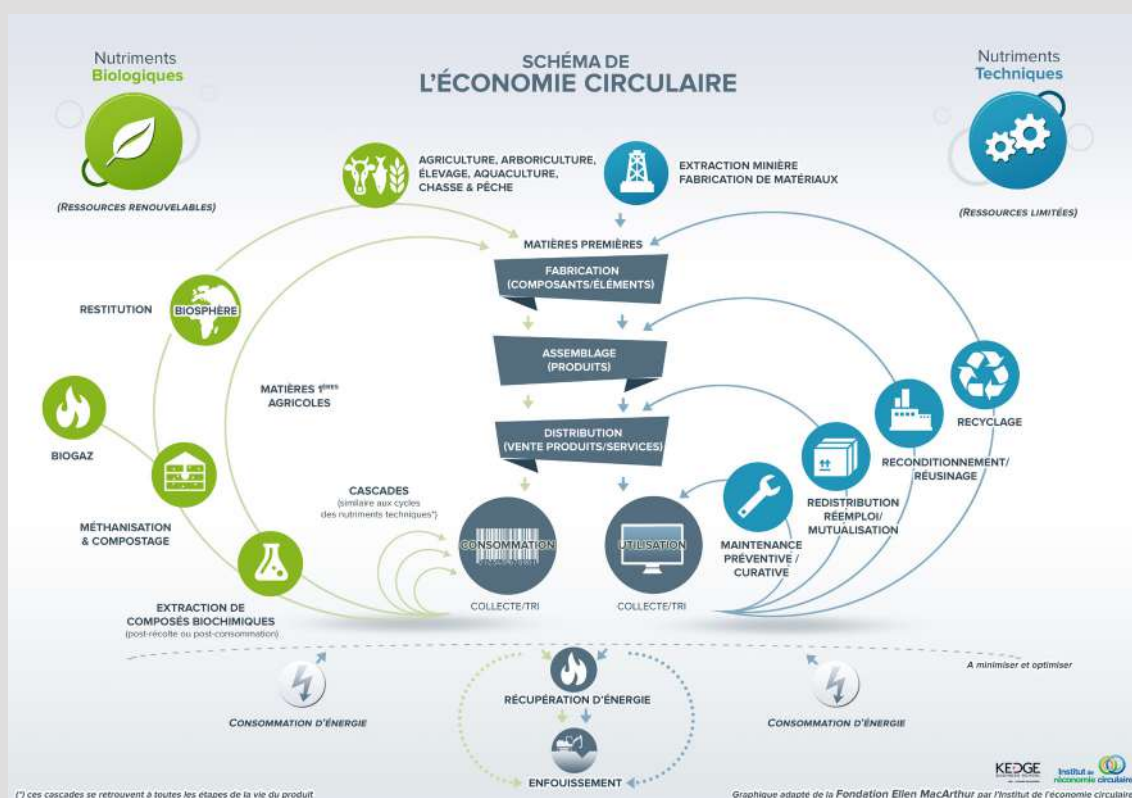 SCHÉMA DE
L'ÉCONOMIE CIRCULAIRE
Nutriments
Biologiques
(RESSOURCES RENOUVELABLES)
Nutriments
Techniques
(RESSOURCES LIMITÉES)
AGRICULTURE, ARBORICULTURE,
ÉLEVAGE, AQUACULTURE,
CHASSE & PÊCHE
EXTRACTION MINIÈRE
FABRICATION DE MATÉRIAUX
MATIÈRES PREMIÈRES
FABRICATION
(COMPOSANTS/ÉLÉMENTS)
ASSEMBLAGE
(PRODUITS)
DISTRIBUTION
(VENTE PRODUITS/SERVICES)
RESTITUTION
BIOSPHÈRE
MATIÈRES 1ÈRES
AGRICOLES
BIOGAZ
MÉTHANISATION
& COMPOSTAGE
EXTRACTION DE
COMPOSÉS BIOCHIMIQUES
(post-récolte ou post-consommation)
CASCADES
(similaire aux cycles
des nutriments techniques*)
CONSOMMATION
COLLECTE/TRI
UTILISATION
COLLECTE/TRI
MAINTENANCE
PRÉVENTIVE /
CURATIVE
REDISTRIBUTION
RÉEMPLOI/
MUTUALISATION
RECONDITIONNEMENT/
RÉUSINAGE
RECYCLAGE
A minimiser et optimiser
CONSOMMATION D'ÉNERGIE
RÉCUPÉRATION D'ÉNERGIE
CONSOMMATION D'ÉNERGIE
ENFOUISSEMENT
KEDGE
Institut de
l'économie circulaire
(*) ces cascades se retrouvent à toutes les étapes de la vie du produit
Graphique adapté de la Fondation Ellen MacArthur par l'Institut de l'économie circulaire